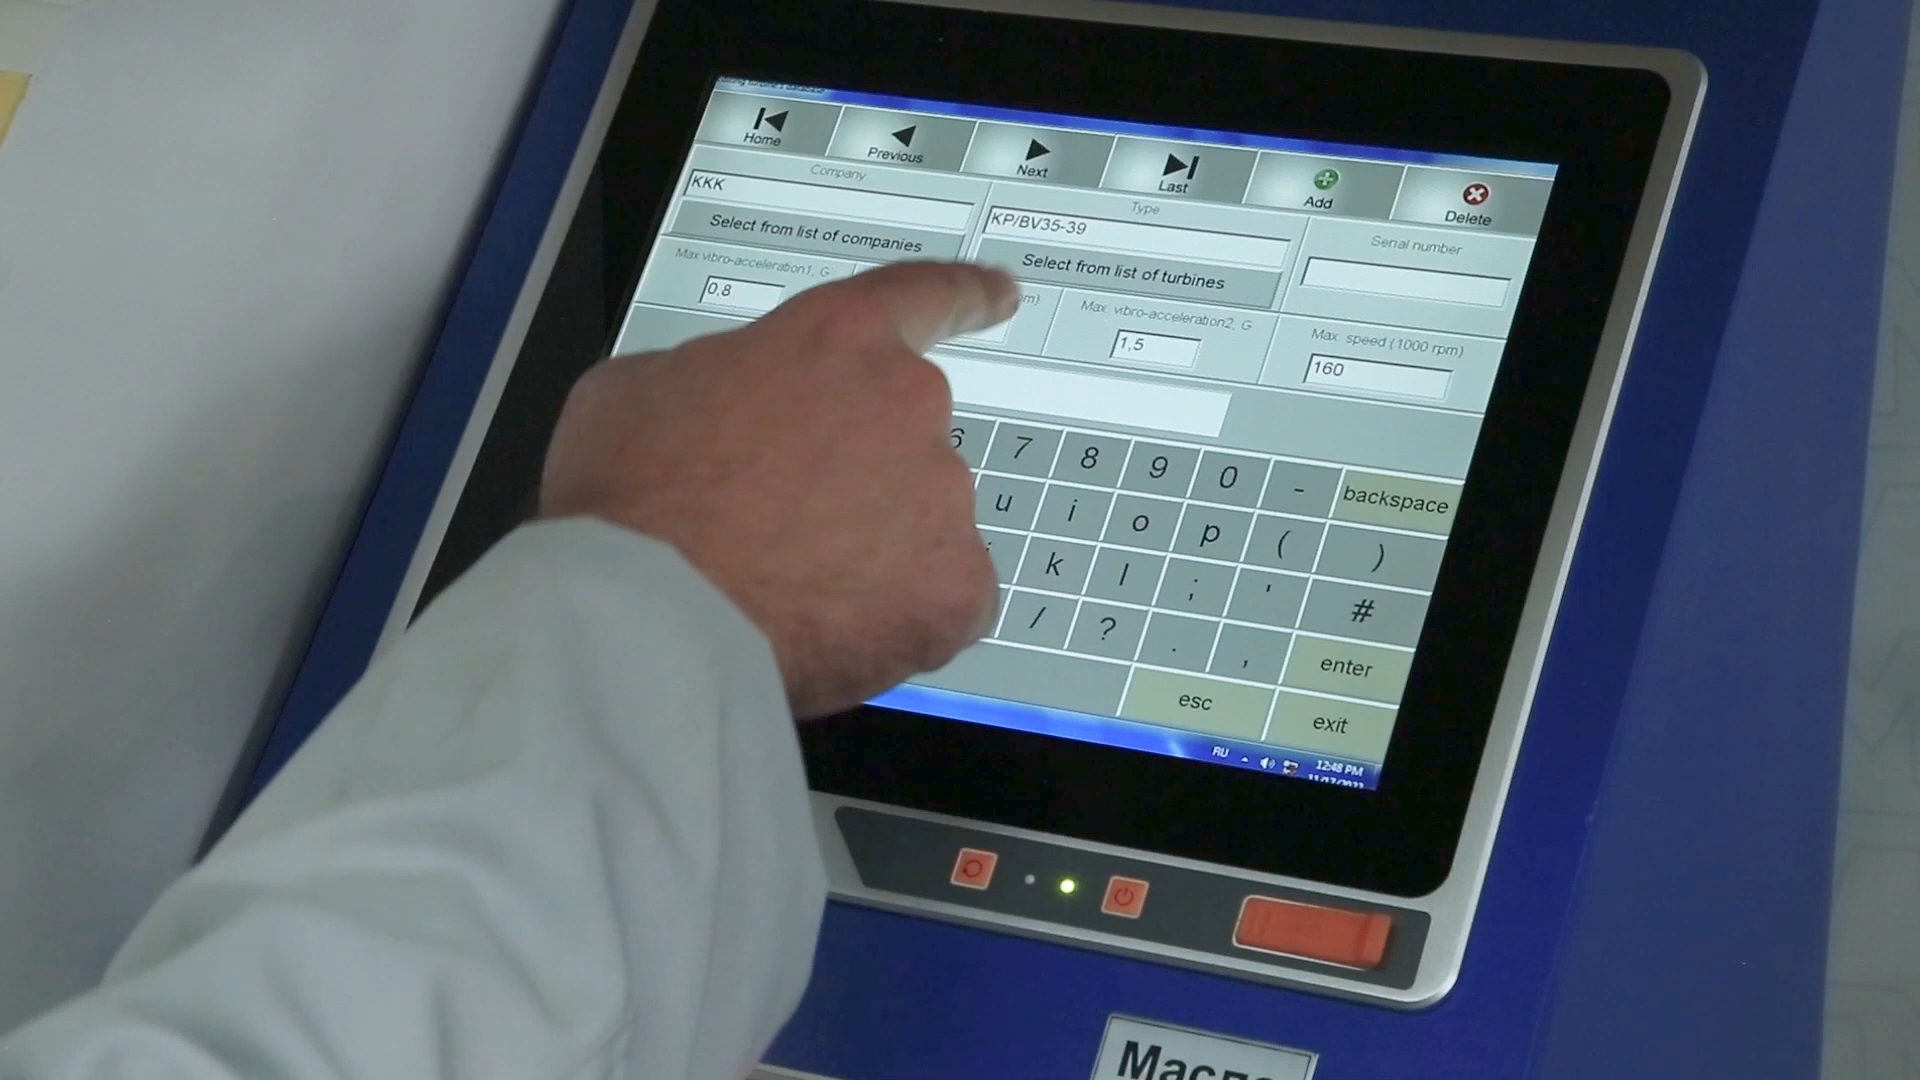 Home
Previous
Next
Last
Add
Delete
Company
KKK
Select from list of companies
Type
KP/BV35-39
Select from list of turbines
Serial number
Max vibro-acceleration1, G
0,8
Max. vibro-acceleration2, G
1,5
Max. speed (1000 rpm)
160
6 7 8 9 0 - backspace
u i o p ( )
k l ; ' #
/ ? . , enter
esc exit
RU
12:48 PM